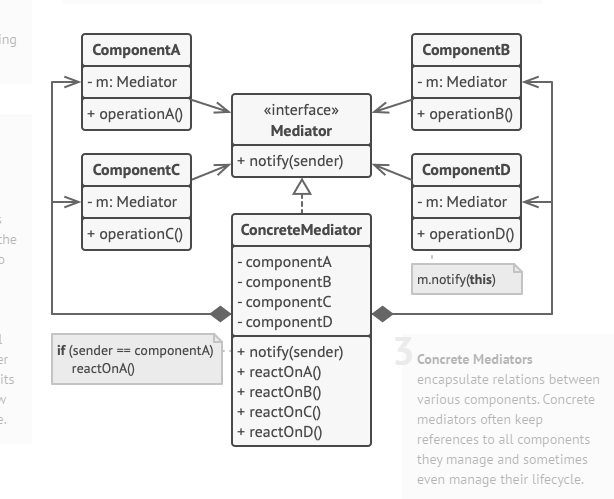 ing
ComponentA
- m: Mediator
+ operationA()
ComponentB
- m: Mediator
+ operationB()
«interface»
Mediator
+ notify(sender)
ComponentC
- m: Mediator
+ operationC()
ComponentD
- m: Mediator
+ operationD()
m.notify(this)
ConcreteMediator
- componentA
- componentB
- componentC
- componentD
+ notify(sender)
+ reactOnA()
+ reactOnB()
+ reactOnC()
+ reactOnD()
if (sender == componentA)
reactOnA()
the
its
3
Concrete Mediators
encapsulate relations between
various components. Concrete
mediators often keep
references to all components
they manage and sometimes
even manage their lifecycle.